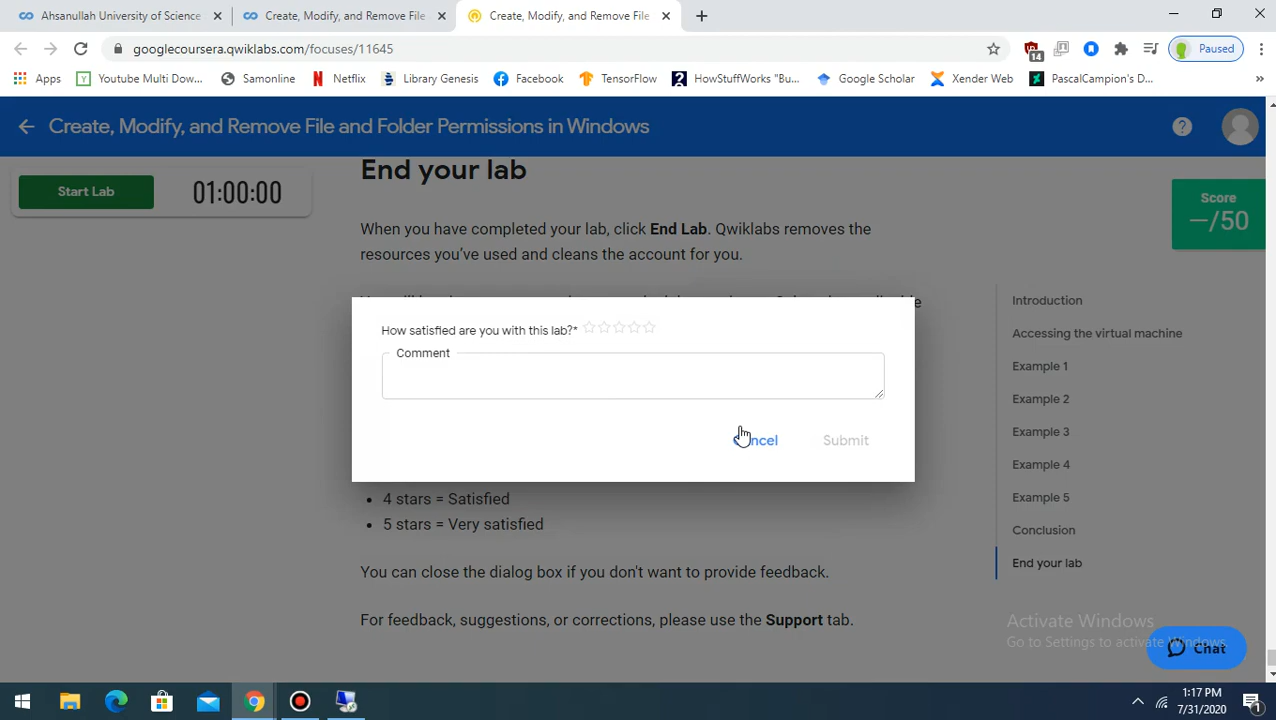 Ahsanullah University of Science
Create, Modify, and Remove File
Create, Modify, and Remove File
googlecoursera.qwiklabs.com/focuses/11645
14
Paused
Apps
Youtube Multi Dow...
Samonline
Netflix
Library Genesis
Facebook
TensorFlow
HowStuffWorks "Bu...
Google Scholar
Xender Web
PascalCampion's D...
»
Create, Modify, and Remove File and Folder Permissions in Windows
Start Lab
01:00:00
End your lab
Score
—/50
When you have completed your lab, click End Lab. Qwiklabs removes the
resources you've used and cleans the account for you.
How satisfied are you with this lab?*
Comment
Cancel
Submit
• 4 stars = Satisfied
• 5 stars = Very satisfied
You can close the dialog box if you don't want to provide feedback.
For feedback, suggestions, or corrections, please use the Support tab.
Introduction
Accessing the virtual machine
Example 1
Example 2
Example 3
Example 4
Example 5
Conclusion
End your lab
Activate Windows
Go to Settings to activate Windows.
Chat
1:17 PM
7/31/2020
1